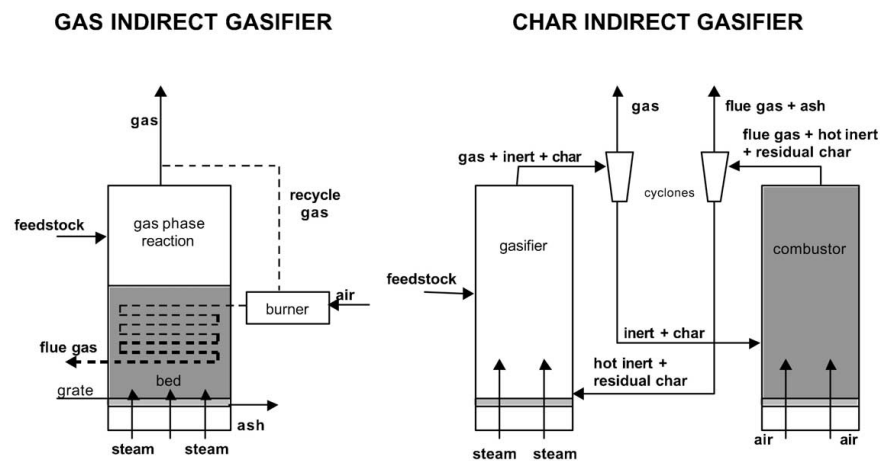 GAS INDIRECT GASIFIER
gas
recycle
gas
feedstock
gas phase
reaction
burner
air
flue gas
bed
grate
ash
steam
steam
CHAR INDIRECT GASIFIER
gas
flue gas + ash
gas + inert + char
flue gas + hot inert
+ residual char
cyclones
gasifier
combustor
feedstock
inert + char
hot inert +
residual char
steam
steam
air
air